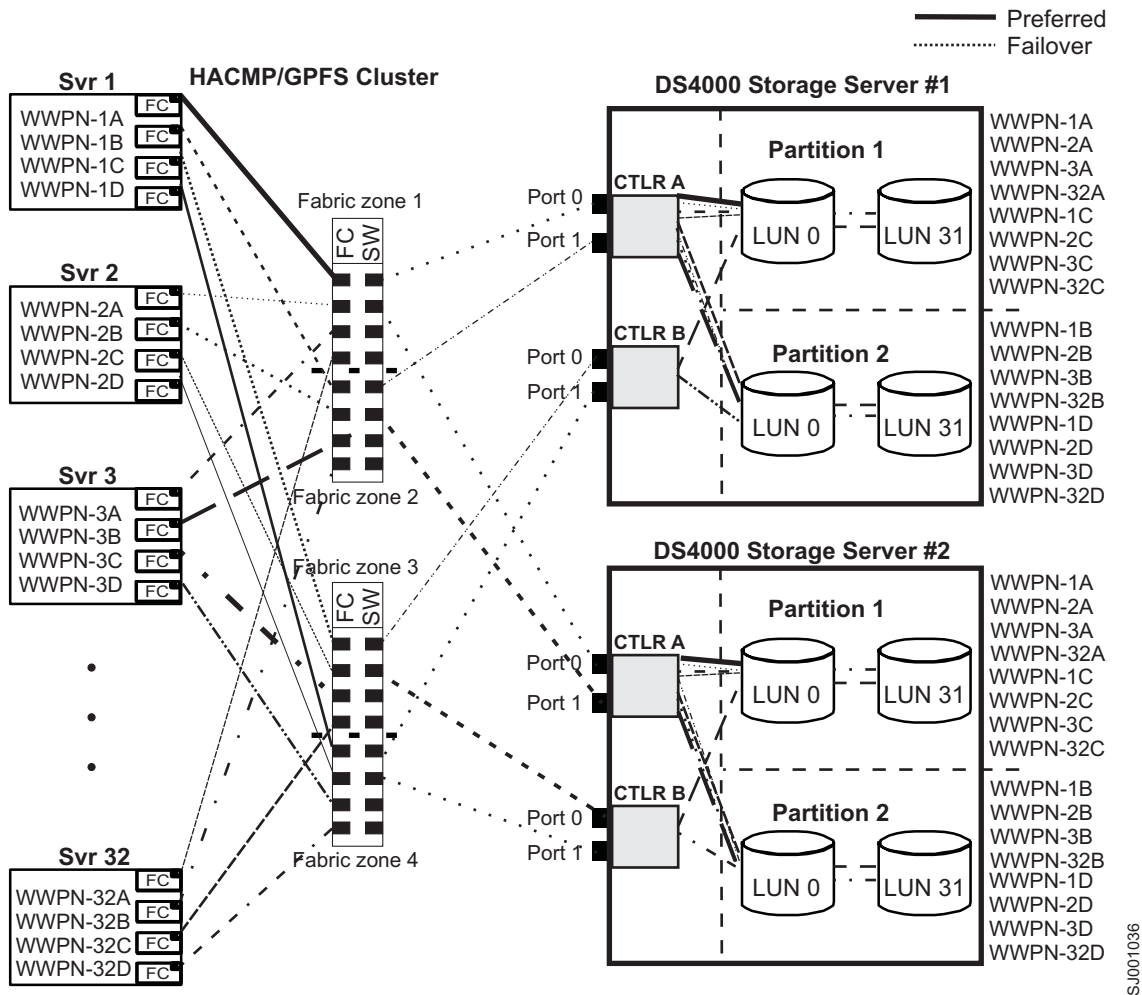 Preferred
Failover
HACMP/GPFS Cluster
Svr 1
FC
WWPN-1A
FC
WWPN-1B
FC
WWPN-1C
FC
WWPN-1D
Svr 2
FC
WWPN-2A
FC
WWPN-2B
FC
WWPN-2C
FC
WWPN-2D
Svr 3
FC
WWPN-3A
FC
WWPN-3B
FC
WWPN-3C
FC
WWPN-3D
Svr 32
FC
WWPN-32A
FC
WWPN-32B
FC
WWPN-32C
FC
WWPN-32D
Fabric zone 1
FC SW
Fabric zone 2
Fabric zone 3
FC SW
Fabric zone 4
DS4000 Storage Server #1
CTLR A
Port 0
Port 1
CTLR B
Port 0
Port 1
Partition 1
LUN 0
LUN 31
Partition 2
LUN 0
LUN 31
WWPN-1A
WWPN-2A
WWPN-3A
WWPN-32A
WWPN-1C
WWPN-2C
WWPN-3C
WWPN-32C
WWPN-1B
WWPN-2B
WWPN-3B
WWPN-32B
WWPN-1D
WWPN-2D
WWPN-3D
WWPN-32D
DS4000 Storage Server #2
CTLR A
Port 0
Port 1
CTLR B
Port 0
Port 1
Partition 1
LUN 0
LUN 31
Partition 2
LUN 0
LUN 31
WWPN-1A
WWPN-2A
WWPN-3A
WWPN-32A
WWPN-1C
WWPN-2C
WWPN-3C
WWPN-32C
WWPN-1B
WWPN-2B
WWPN-3B
WWPN-32B
WWPN-1D
WWPN-2D
WWPN-3D
WWPN-32D
SJ001036